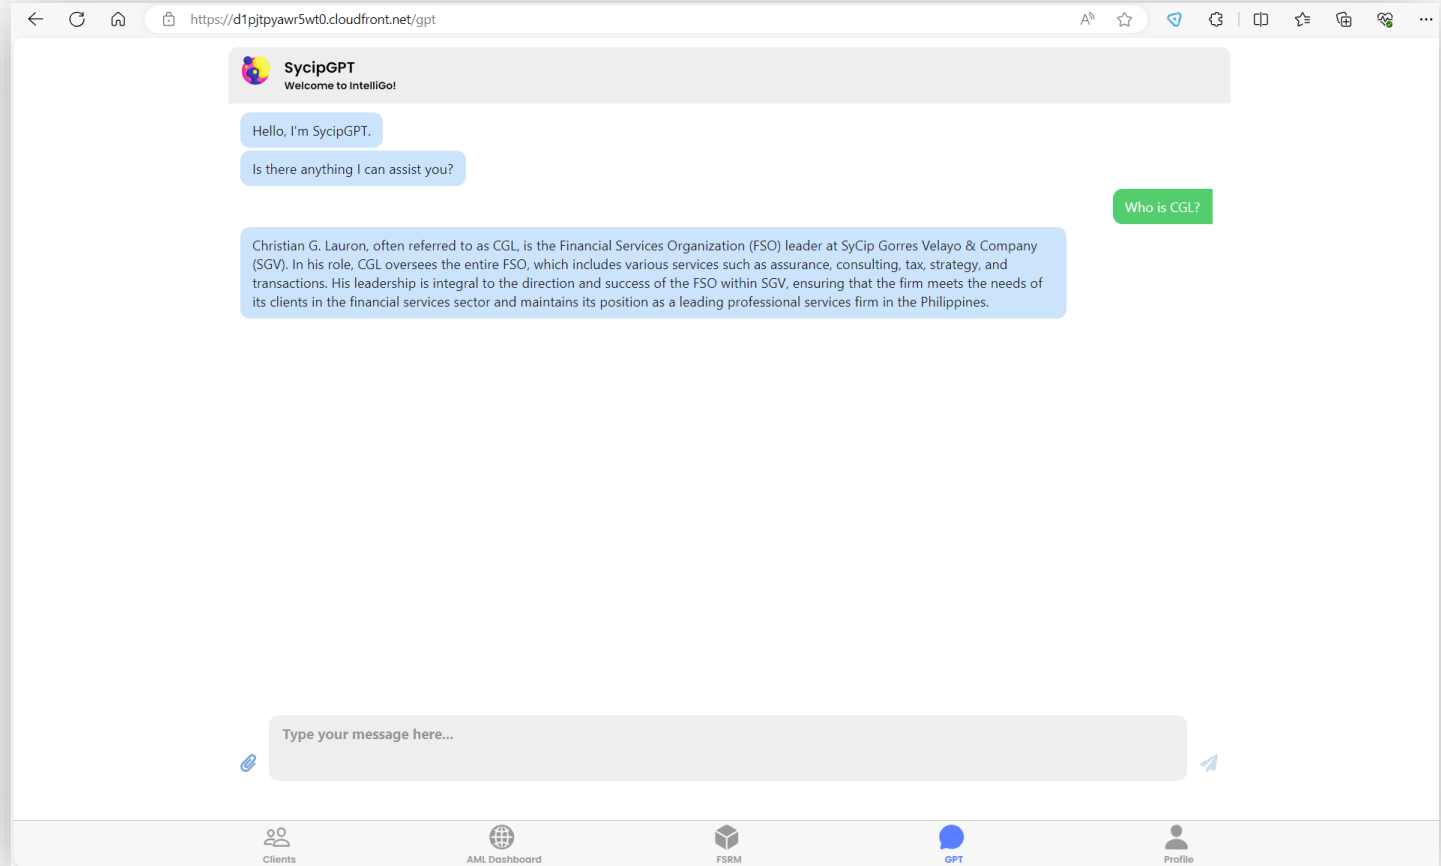 https://d1pjtpyawr5wt0.cloudfront.net/gpt
SycipGPT
Welcome to IntelliGo!
Hello, I'm SycipGPT.
Is there anything I can assist you?
Who is CGL?
Christian G. Lauron, often referred to as CGL, is the Financial Services Organization (FSO) leader at SyCip Gorres Velayo & Company
(SGV). In his role, CGL oversees the entire FSO, which includes various services such as assurance, consulting, tax, strategy, and
transactions. His leadership is integral to the direction and success of the FSO within SGV, ensuring that the firm meets the needs of
its clients in the financial services sector and maintains its position as a leading professional services firm in the Philippines.
Type your message here...
Clients
AML Dashboard
FSRM
GPT
Profile